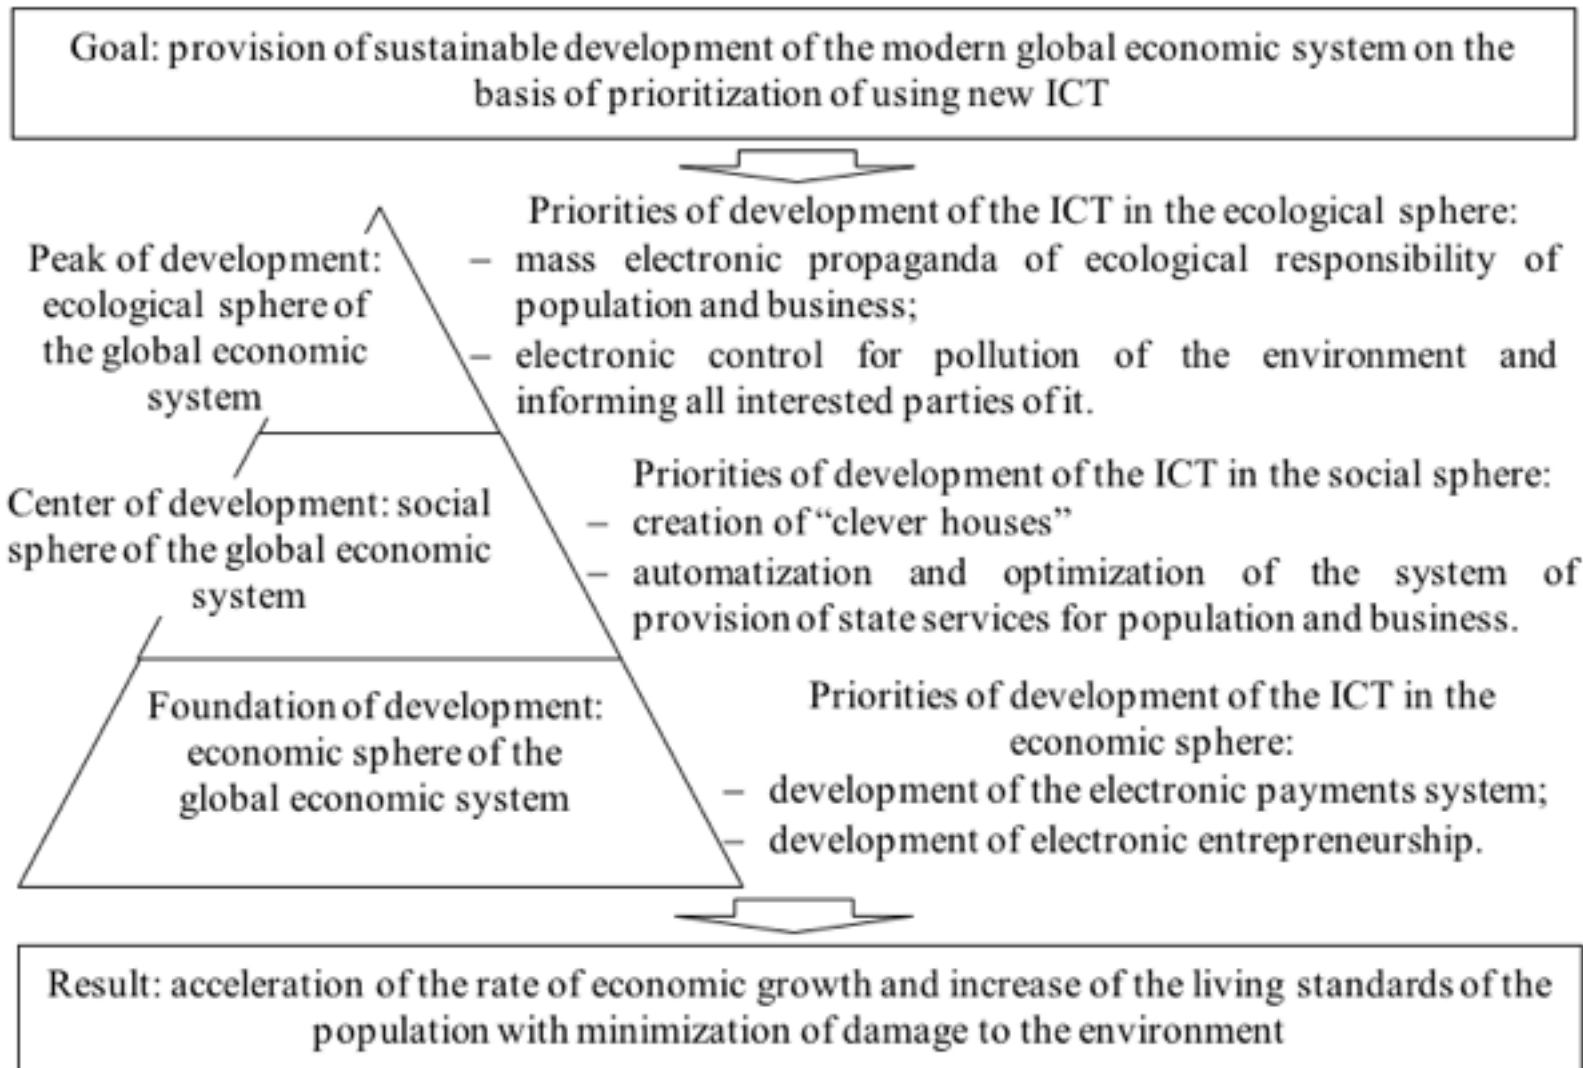 Goal: provision of sustainable development of the modern global economic system on the
basis of prioritization of using new ICT
Peak of development:
ecological sphere of
the global economic
system
Priorities of development of the ICT in the ecological sphere:
– mass electronic propaganda of ecological responsibility of
population and business;
– electronic control for pollution of the environment and
informing all interested parties of it.
Center of development: social
sphere of the global economic
system
Priorities of development of the ICT in the social sphere:
– creation of “clever houses”
– automatization and optimization of the system of
provision of state services for population and business.
Foundation of development:
economic sphere of the
global economic system
Priorities of development of the ICT in the
economic sphere:
– development of the electronic payments system;
– development of electronic entrepreneurship.
Result: acceleration of the rate of economic growth and increase of the living standards of the
population with minimization of damage to the environment